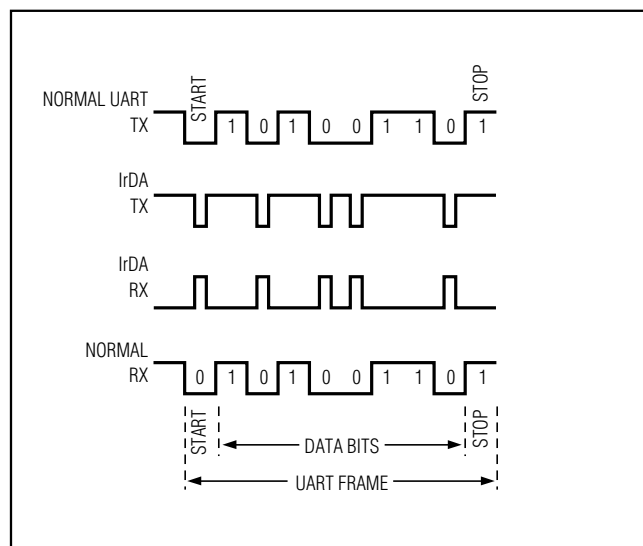 NORMAL UART
TX
START
1 0 1 0 0 1 1 0 1
STOP
IrDA
TX
IrDA
RX
NORMAL
RX
0 1 0 1 0 0 1 1 0 1
START
DATA BITS
STOP
UART FRAME